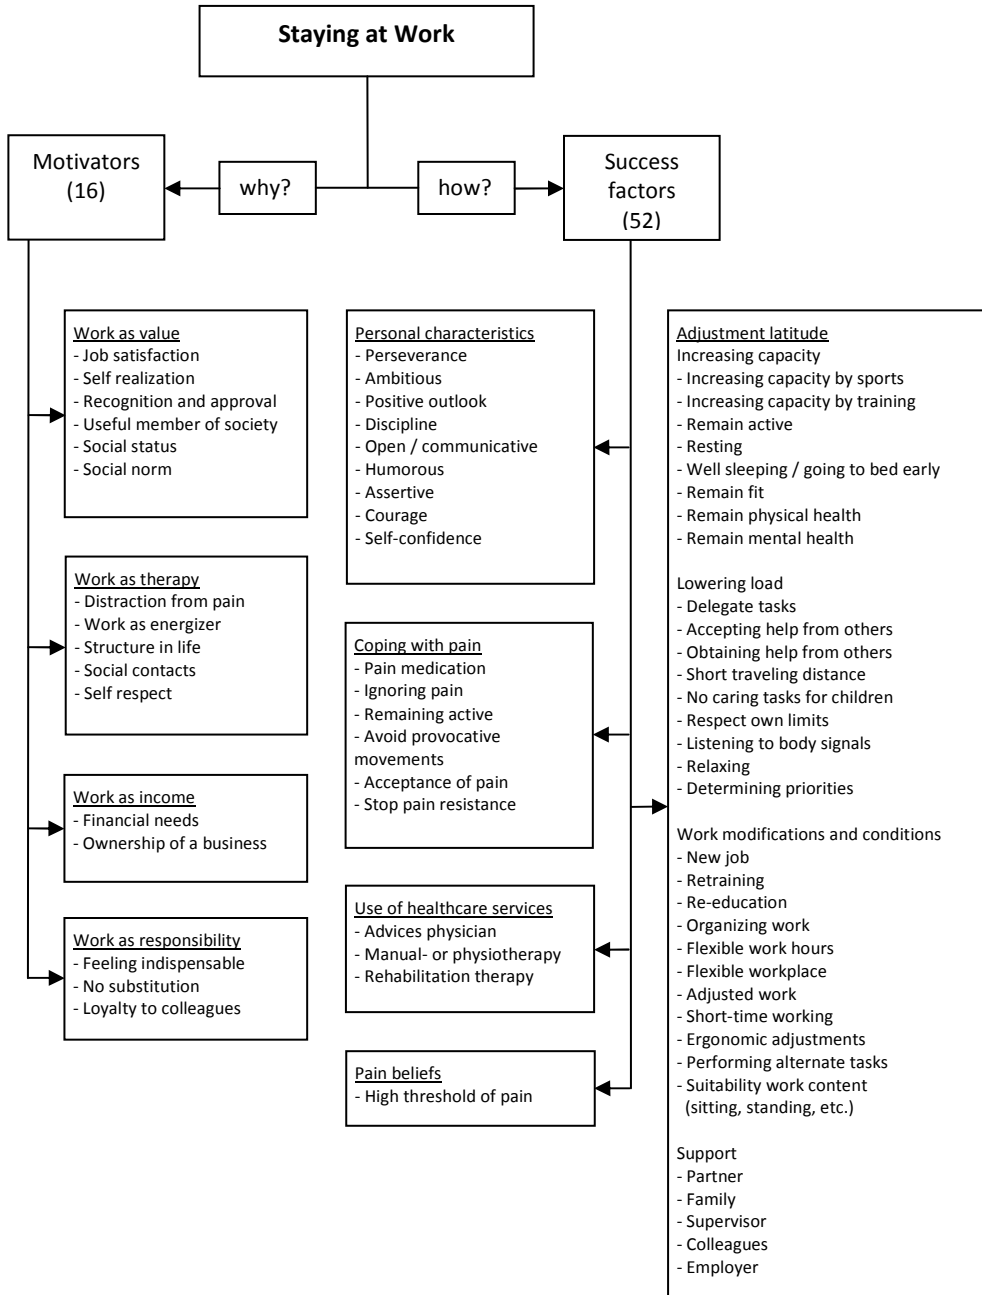 Staying at Work
Motivators
(16)
why?
how?
Success
factors
(52)
Work as value
- Job satisfaction
- Self realization
- Recognition and approval
- Useful member of society
- Social status
- Social norm
Work as therapy
- Distraction from pain
- Work as energizer
- Structure in life
- Social contacts
- Self respect
Work as income
- Financial needs
- Ownership of a business
Work as responsibility
- Feeling indispensable
- No substitution
- Loyalty to colleagues
Personal characteristics
- Perseverance
- Ambitious
- Positive outlook
- Discipline
- Open / communicative
- Humorous
- Assertive
- Courage
- Self-confidence
Coping with pain
- Pain medication
- Ignoring pain
- Remaining active
- Avoid provocative
movements
- Acceptance of pain
- Stop pain resistance
Use of healthcare services
- Advices physician
- Manual- or physiotherapy
- Rehabilitation therapy
Pain beliefs
- High threshold of pain
Adjustment latitude
Increasing capacity
- Increasing capacity by sports
- Increasing capacity by training
- Remain active
- Resting
- Well sleeping / going to bed early
- Remain fit
- Remain physical health
- Remain mental health
Lowering load
- Delegate tasks
- Accepting help from others
- Obtaining help from others
- Short traveling distance
- No caring tasks for children
- Respect own limits
- Listening to body signals
- Relaxing
- Determining priorities
Work modifications and conditions
- New job
- Retraining
- Re-education
- Organizing work
- Flexible work hours
- Flexible workplace
- Adjusted work
- Short-time working
- Ergonomic adjustments
- Performing alternate tasks
- Suitability work content
(sitting, standing, etc.)
Support
- Partner
- Family
- Supervisor
- Colleagues
- Employer